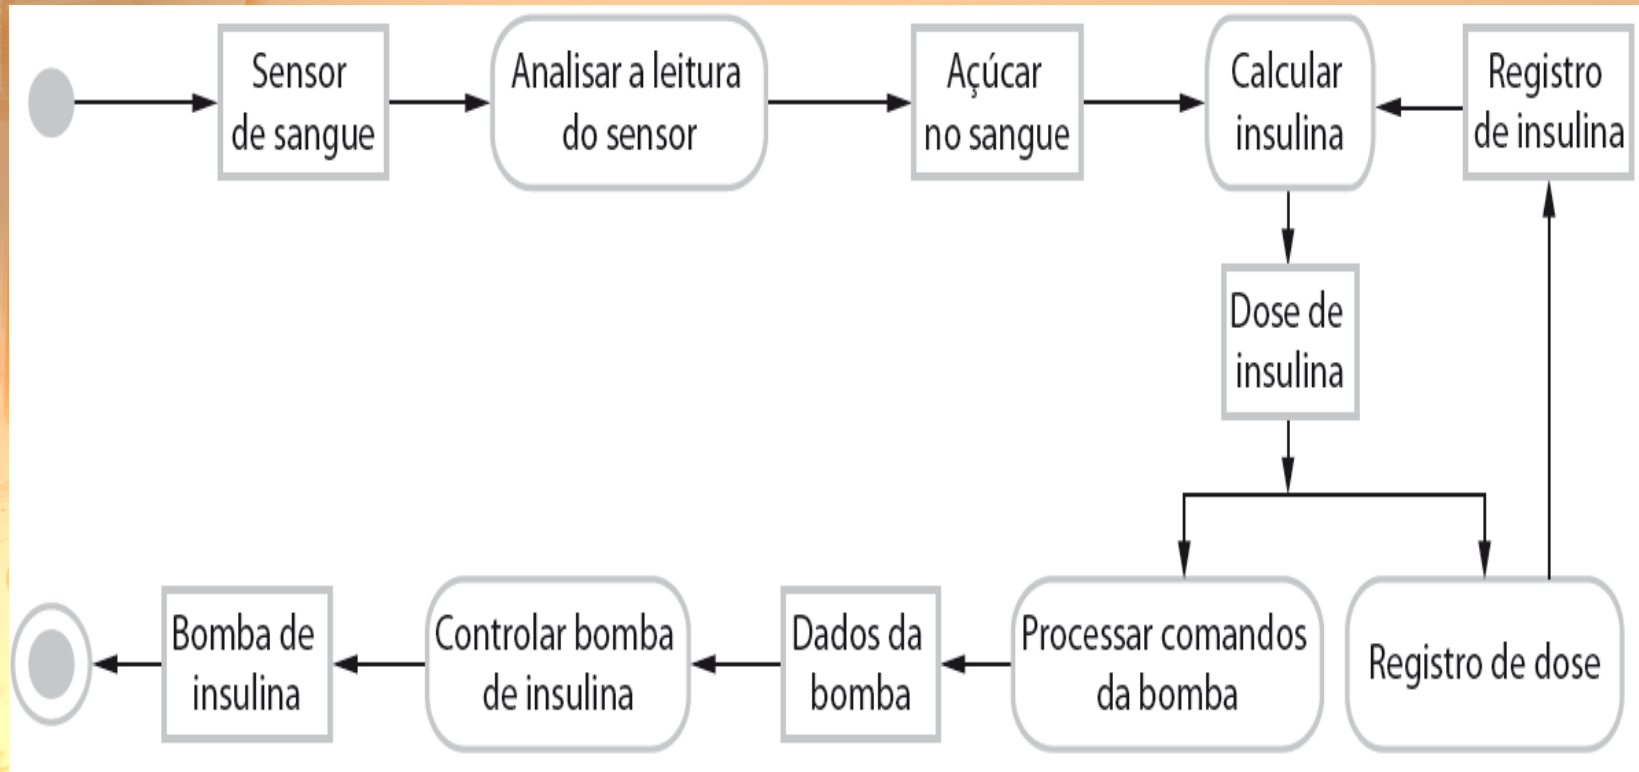 Sensor
de sangue
Analisar a leitura
do sensor
Açúcar
no sangue
Calcular
insulina
Registro
de insulina
Dose de
insulina
Bomba de
insulina
Controlar bomba
de insulina
Dados da
bomba
Processar comandos
da bomba
Registro de dose